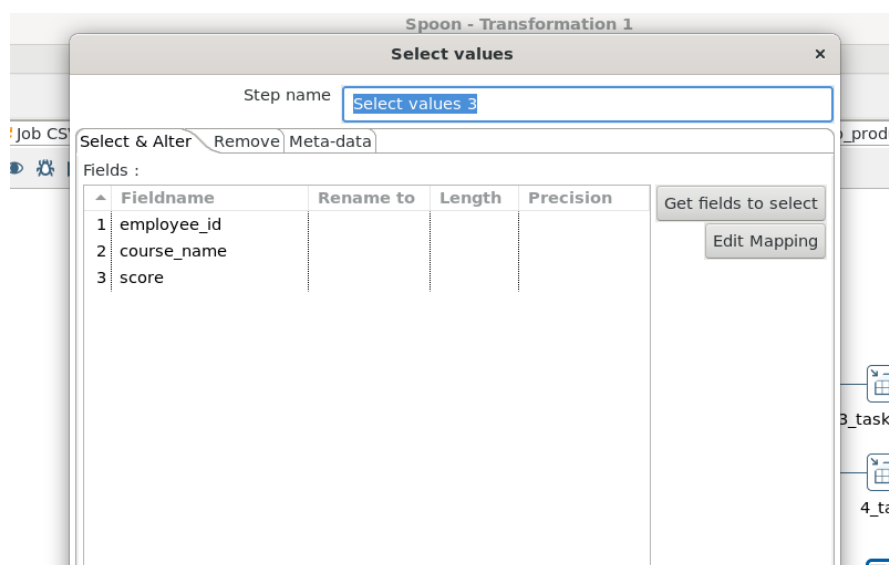 Spoon - Transformation 1
Select values
Step name
Select values 3
Job CS
Select & Alter
Remove
Meta-data
_prod
Fields :
Fieldname Rename to Length Precision
Get fields to select
1 employee_id
Edit Mapping
2 course_name
3 score
3_task
4_ta